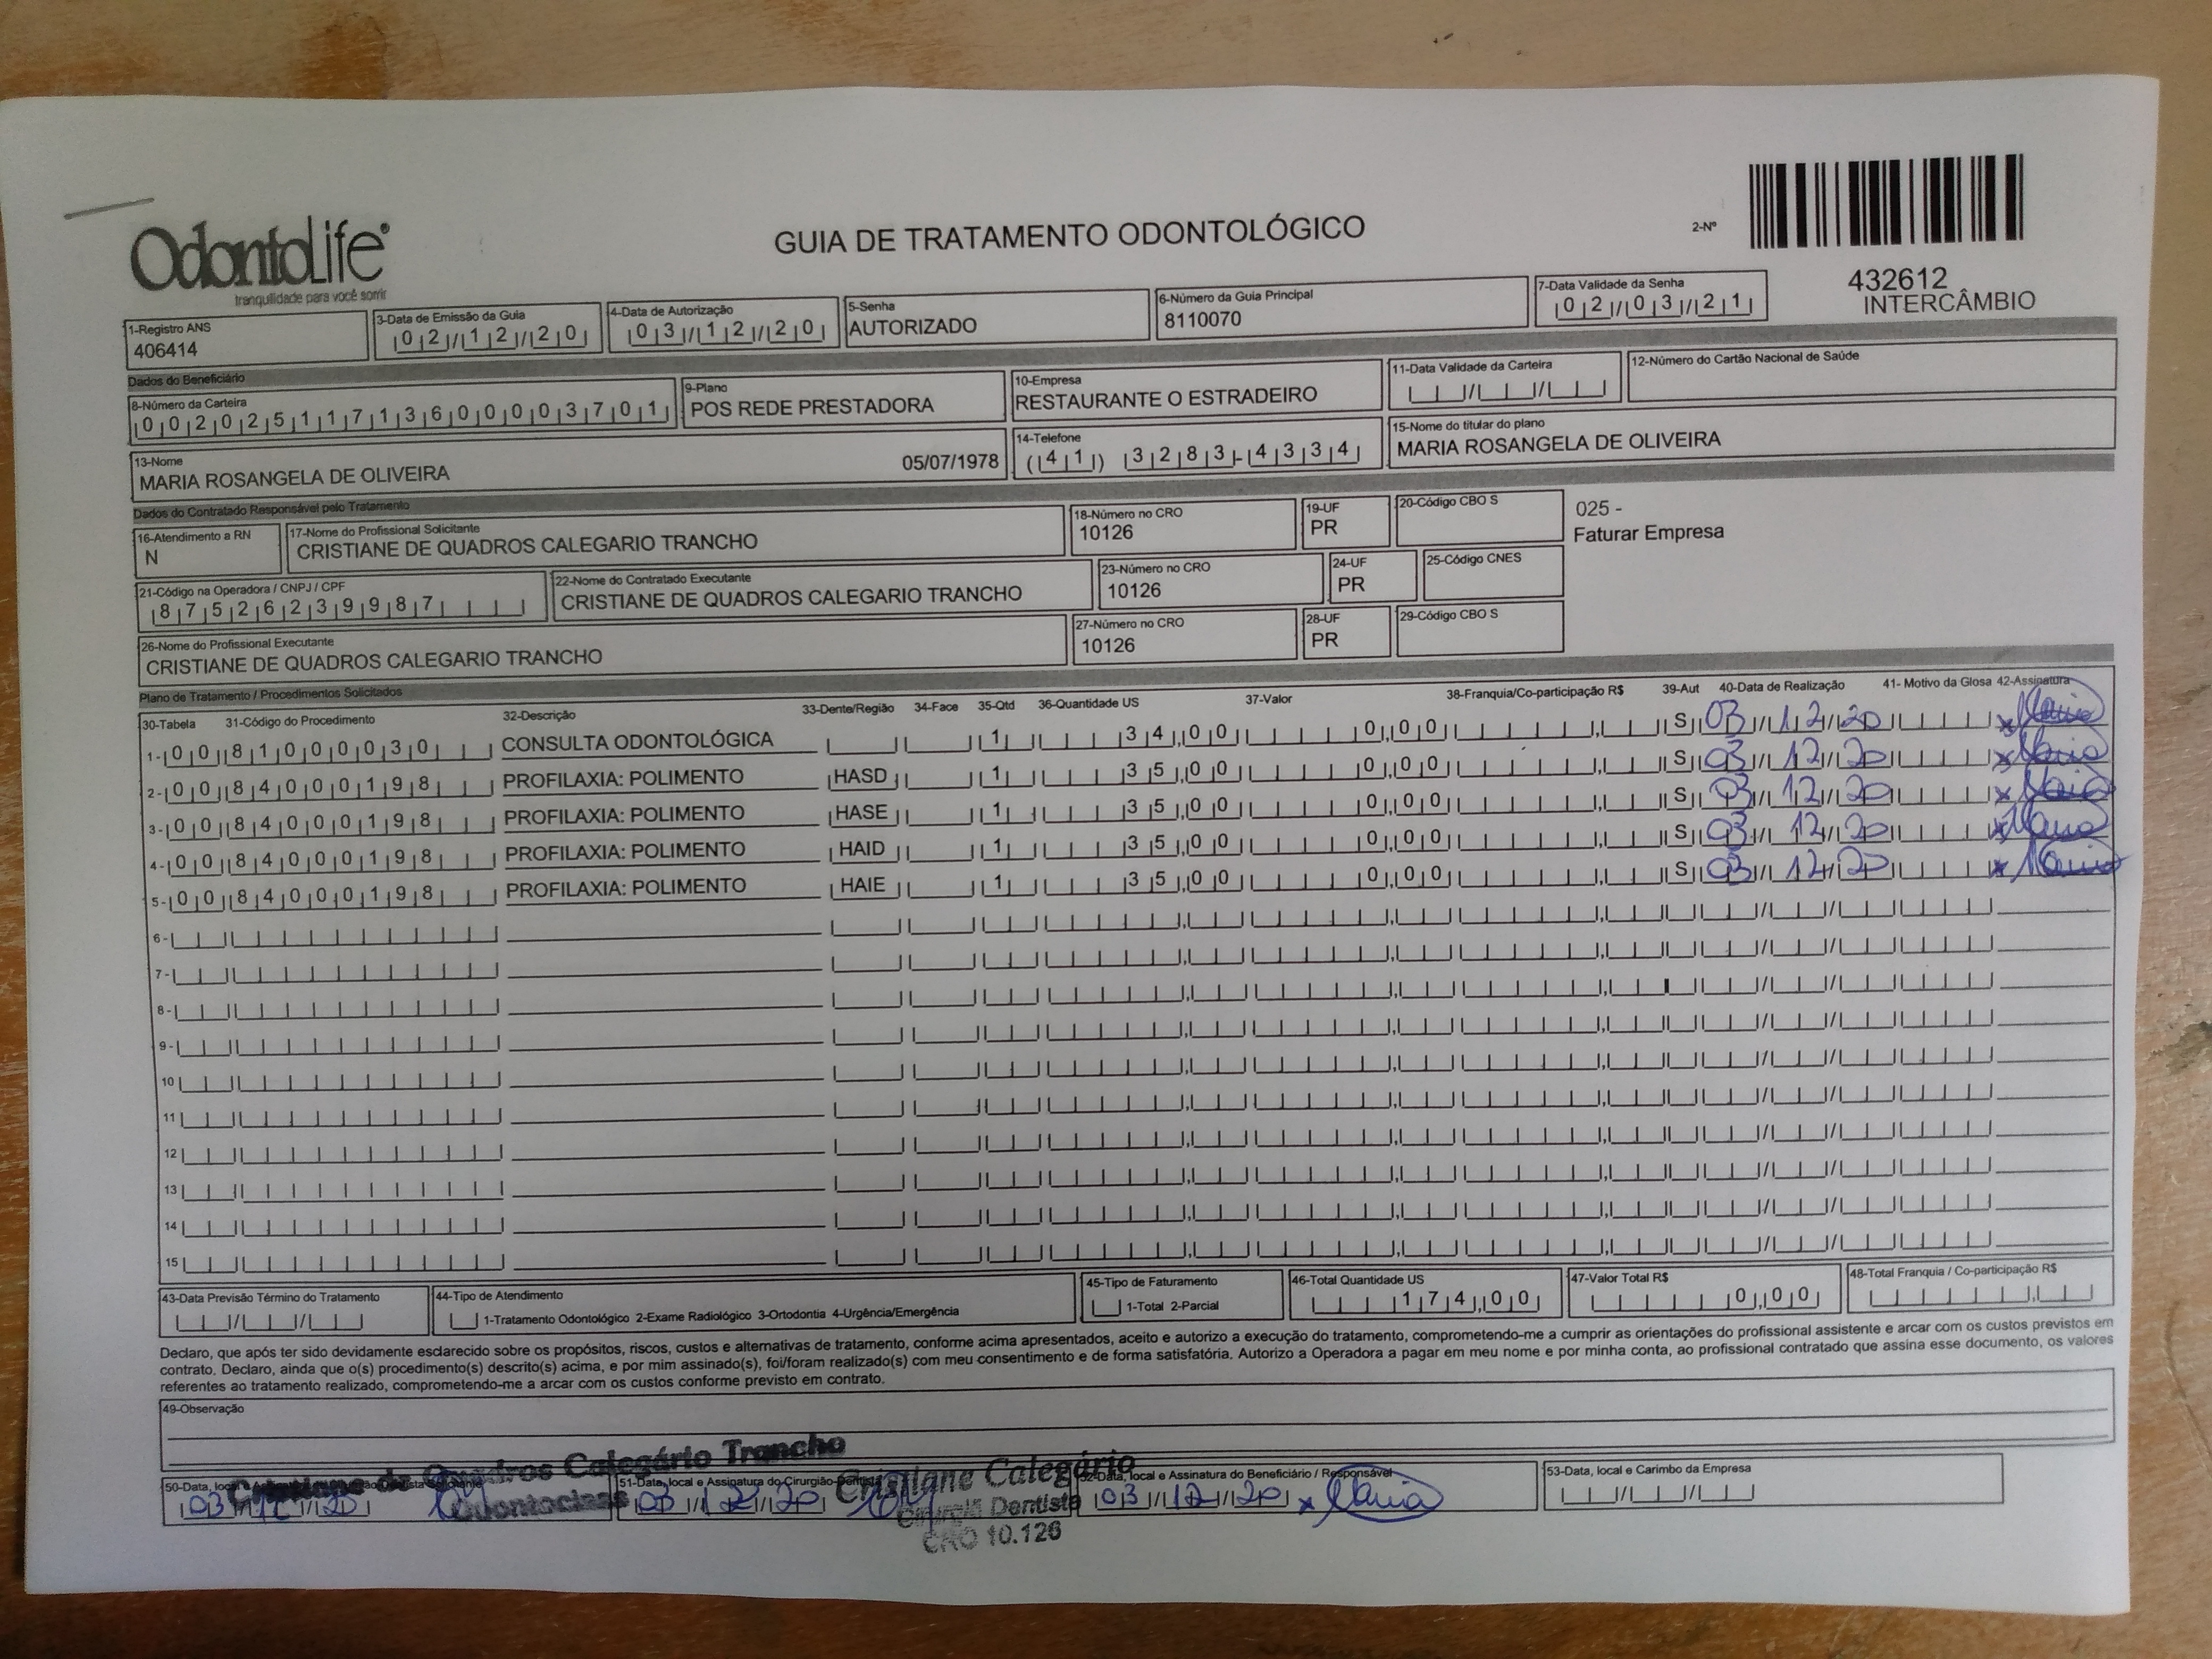 OdontoLife®
tranquilidade para você sorrir
GUIA DE TRATAMENTO ODONTOLÓGICO
2-Nº
432612
INTERCÂMBIO
1-Registro ANS
406414
3-Data de Emissão da Guia
02/12/20
4-Data de Autorização
03/12/20
5-Senha
AUTORIZADO
6-Número da Guia Principal
8110070
7-Data Validade da Senha
02/03/21
Dados do Beneficiário
8-Número da Carteira
00202511713600003701
9-Plano
POS REDE PRESTADORA
10-Empresa
RESTAURANTE O ESTRADEIRO
11-Data Validade da Carteira
12-Número do Cartão Nacional de Saúde
13-Nome
MARIA ROSANGELA DE OLIVEIRA 05/07/1978
14-Telefone
(41) 3283-4334
15-Nome do titular do plano
MARIA ROSANGELA DE OLIVEIRA
Dados do Contratado Responsável pelo Tratamento
16-Atendimento a RN
N
17-Nome do Profissional Solicitante
CRISTIANE DE QUADROS CALEGARIO TRANCHO
18-Número no CRO
10126
19-UF
PR
20-Código CBO S
025 -
Faturar Empresa
21-Código na Operadora / CNPJ / CPF
87526239987
22-Nome do Contratado Executante
CRISTIANE DE QUADROS CALEGARIO TRANCHO
23-Número no CRO
10126
24-UF
PR
25-Código CNES
26-Nome do Profissional Executante
CRISTIANE DE QUADROS CALEGARIO TRANCHO
27-Número no CRO
10126
28-UF
PR
29-Código CBO S
Plano de Tratamento / Procedimentos Solicitados
30-Tabela 31-Código do Procedimento 32-Descrição 33-Dente/Região 34-Face 35-Qtd 36-Quantidade US 37-Valor 38-Franquia/Co-participação R$ 39-Aut 40-Data de Realização 41- Motivo da Glosa 42-Assinatura
1- 00 81000030 CONSULTA ODONTOLÓGICA 1 34,00 0,00 S 03/12/20 x Maria
2- 00 84000198 PROFILAXIA: POLIMENTO HASD 1 35,00 0,00 S 03/12/20 x Maria
3- 00 84000198 PROFILAXIA: POLIMENTO HASE 1 35,00 0,00 S 03/12/20 x Maria
4- 00 84000198 PROFILAXIA: POLIMENTO HAID 1 35,00 0,00 S 03/12/20 x Maria
5- 00 84000198 PROFILAXIA: POLIMENTO HAIE 1 35,00 0,00 S 03/12/20 x Maria
6-
7-
8-
9-
10
11
12
13
14
15
43-Data Previsão Término do Tratamento
44-Tipo de Atendimento
1-Tratamento Odontológico 2-Exame Radiológico 3-Ortodontia 4-Urgência/Emergência
45-Tipo de Faturamento
1-Total 2-Parcial
46-Total Quantidade US
174,00
47-Valor Total R$
0,00
48-Total Franquia / Co-participação R$
Declaro, que após ter sido devidamente esclarecido sobre os propósitos, riscos, custos e alternativas de tratamento, conforme acima apresentados, aceito e autorizo a execução do tratamento, comprometendo-me a cumprir as orientações do profissional assistente e arcar com os custos previstos em
contrato. Declaro, ainda que o(s) procedimento(s) descrito(s) acima, e por mim assinado(s), foi/foram realizado(s) com meu consentimento e de forma satisfatória. Autorizo a Operadora a pagar em meu nome e por minha conta, ao profissional contratado que assina esse documento, os valores
referentes ao tratamento realizado, comprometendo-me a arcar com os custos conforme previsto em contrato.
49-Observação
Cristiane de Quadros Calegário Trancho
Odontoclinic
50-Data, local e
03/12/20
51-Data, local e Assinatura do Cirurgião-Dentista
03/12/20
Cristiane Calegário
Cirurgiã Dentista
CRO 10.126
52-Data, local e Assinatura do Beneficiário / Responsável
03/12/20 x Maria
53-Data, local e Carimbo da Empresa